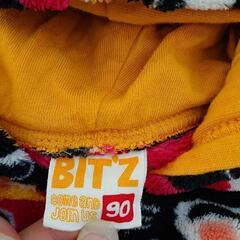 BIT'Z
COME AND
JOIN US
90